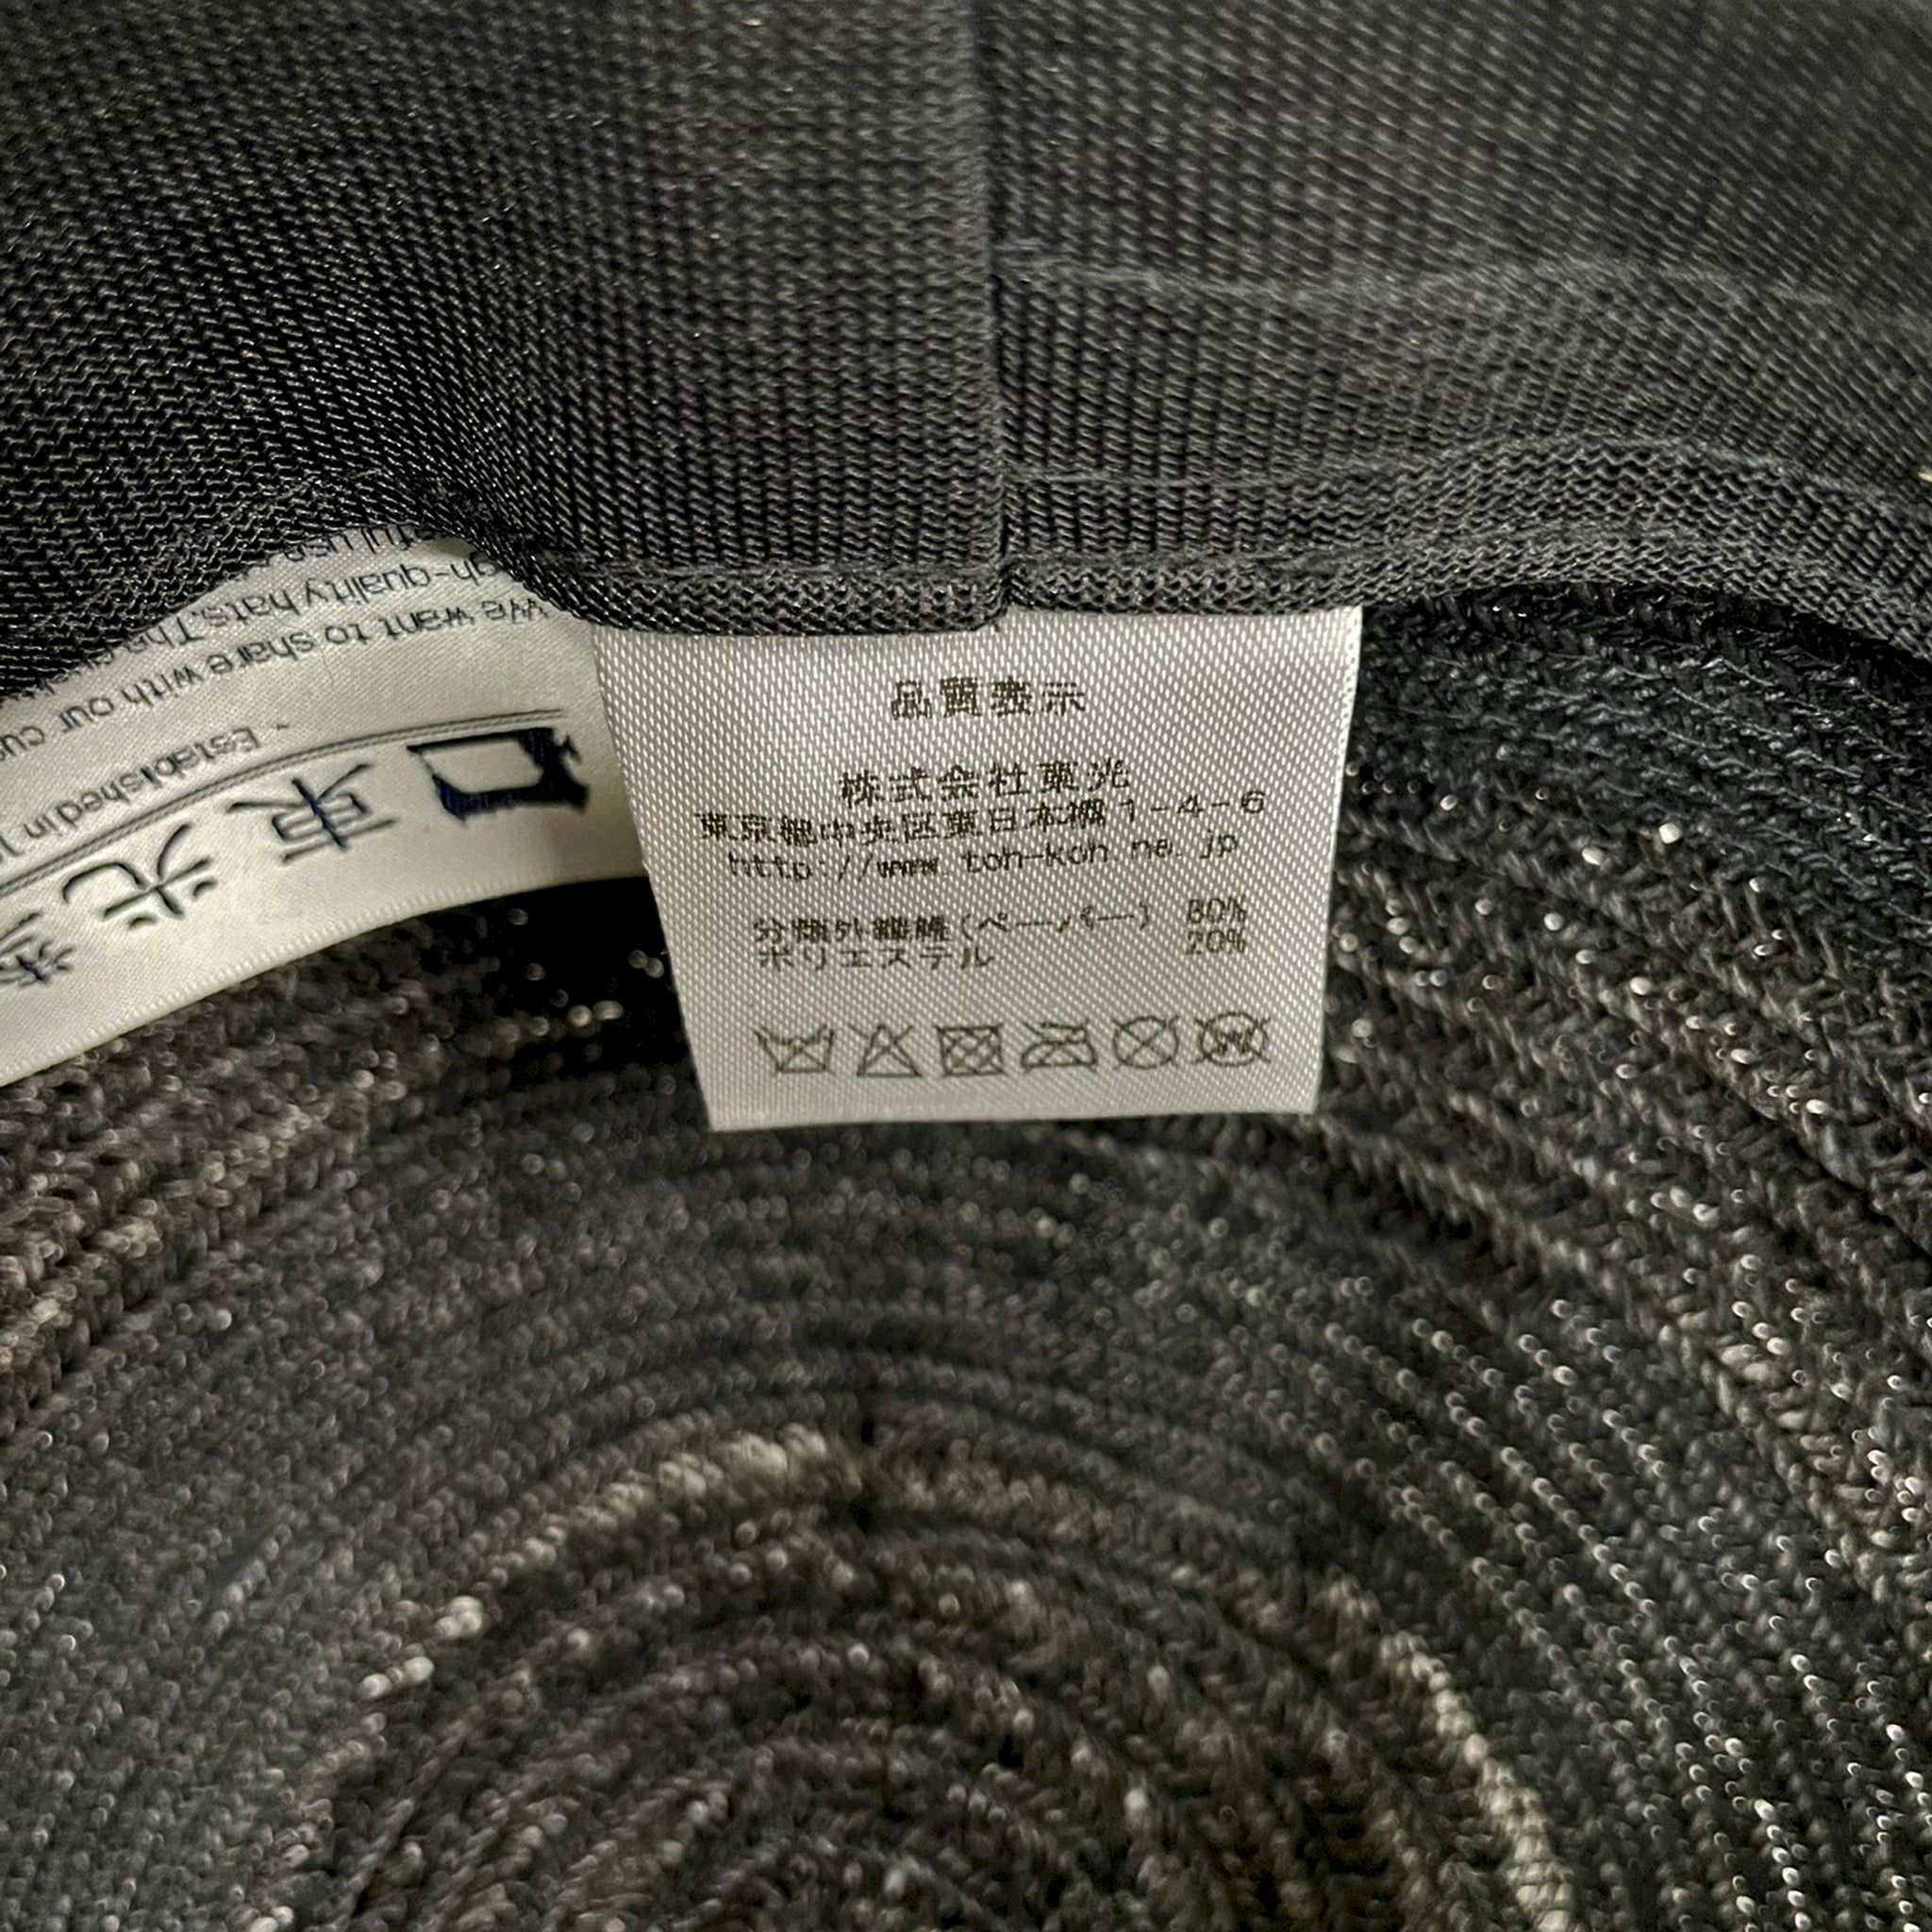 品質表示
株式会社東光
東京都中央区東日本橋1-4-6
http://www.toh-koh.ne.jp
分類外繊維(ペーパー) 80%
ポリエステル 20%
東光
~ Established in
We want to share with our
-quality hats.